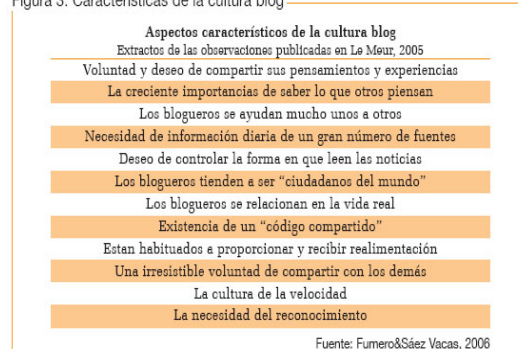 Figura 3. Características de la cultura blog
Aspectos característicos de la cultura blog
Extractos de las observaciones publicadas en Le Meur, 2005
Voluntad y deseo de compartir sus pensamientos y experiencias
La creciente importancias de saber lo que otros piensan
Los blogueros se ayudan mucho unos a otros
Necesidad de información diaria de un gran número de fuentes
Deseo de controlar la forma en que leen las noticias
Los blogueros tienden a ser “ciudadanos del mundo”
Los blogueros se relacionan en la vida real
Existencia de un “código compartido”
Estan habituados a proporcionar y recibir realimentación
Una irresistible voluntad de compartir con los demás
La cultura de la velocidad
La necesidad del reconocimiento
Fuente: Fumero&Sáez Vacas, 2006